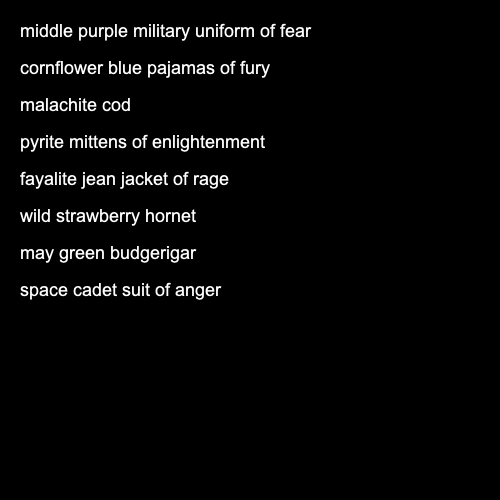 middle purple military uniform of fear
cornflower blue pajamas of fury
malachite cod
pyrite mittens of enlightenment
fayalite jean jacket of rage
wild strawberry hornet
may green budgerigar
space cadet suit of anger